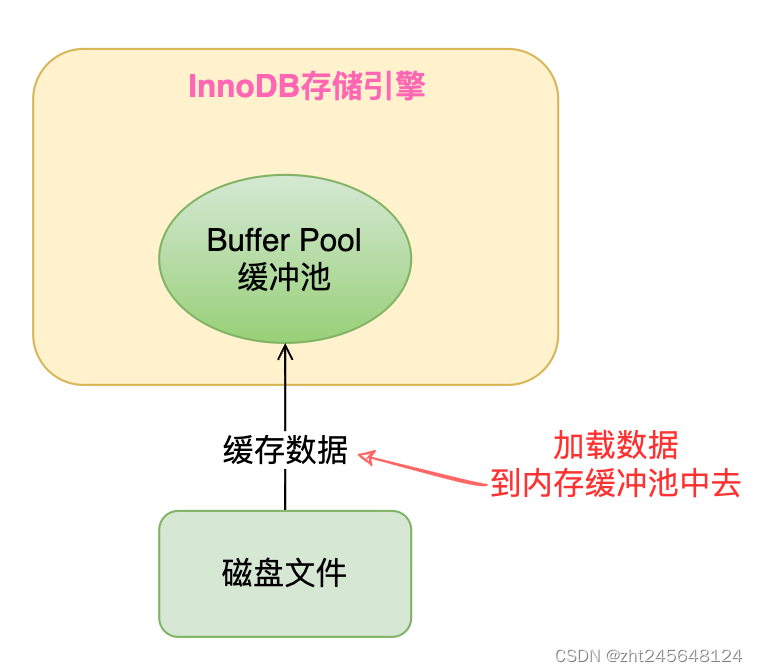 InnoDB存储引擎
Buffer Pool
缓冲池
缓存数据
加载数据
到内存缓冲池中去
磁盘文件
CSDN @zht245648124